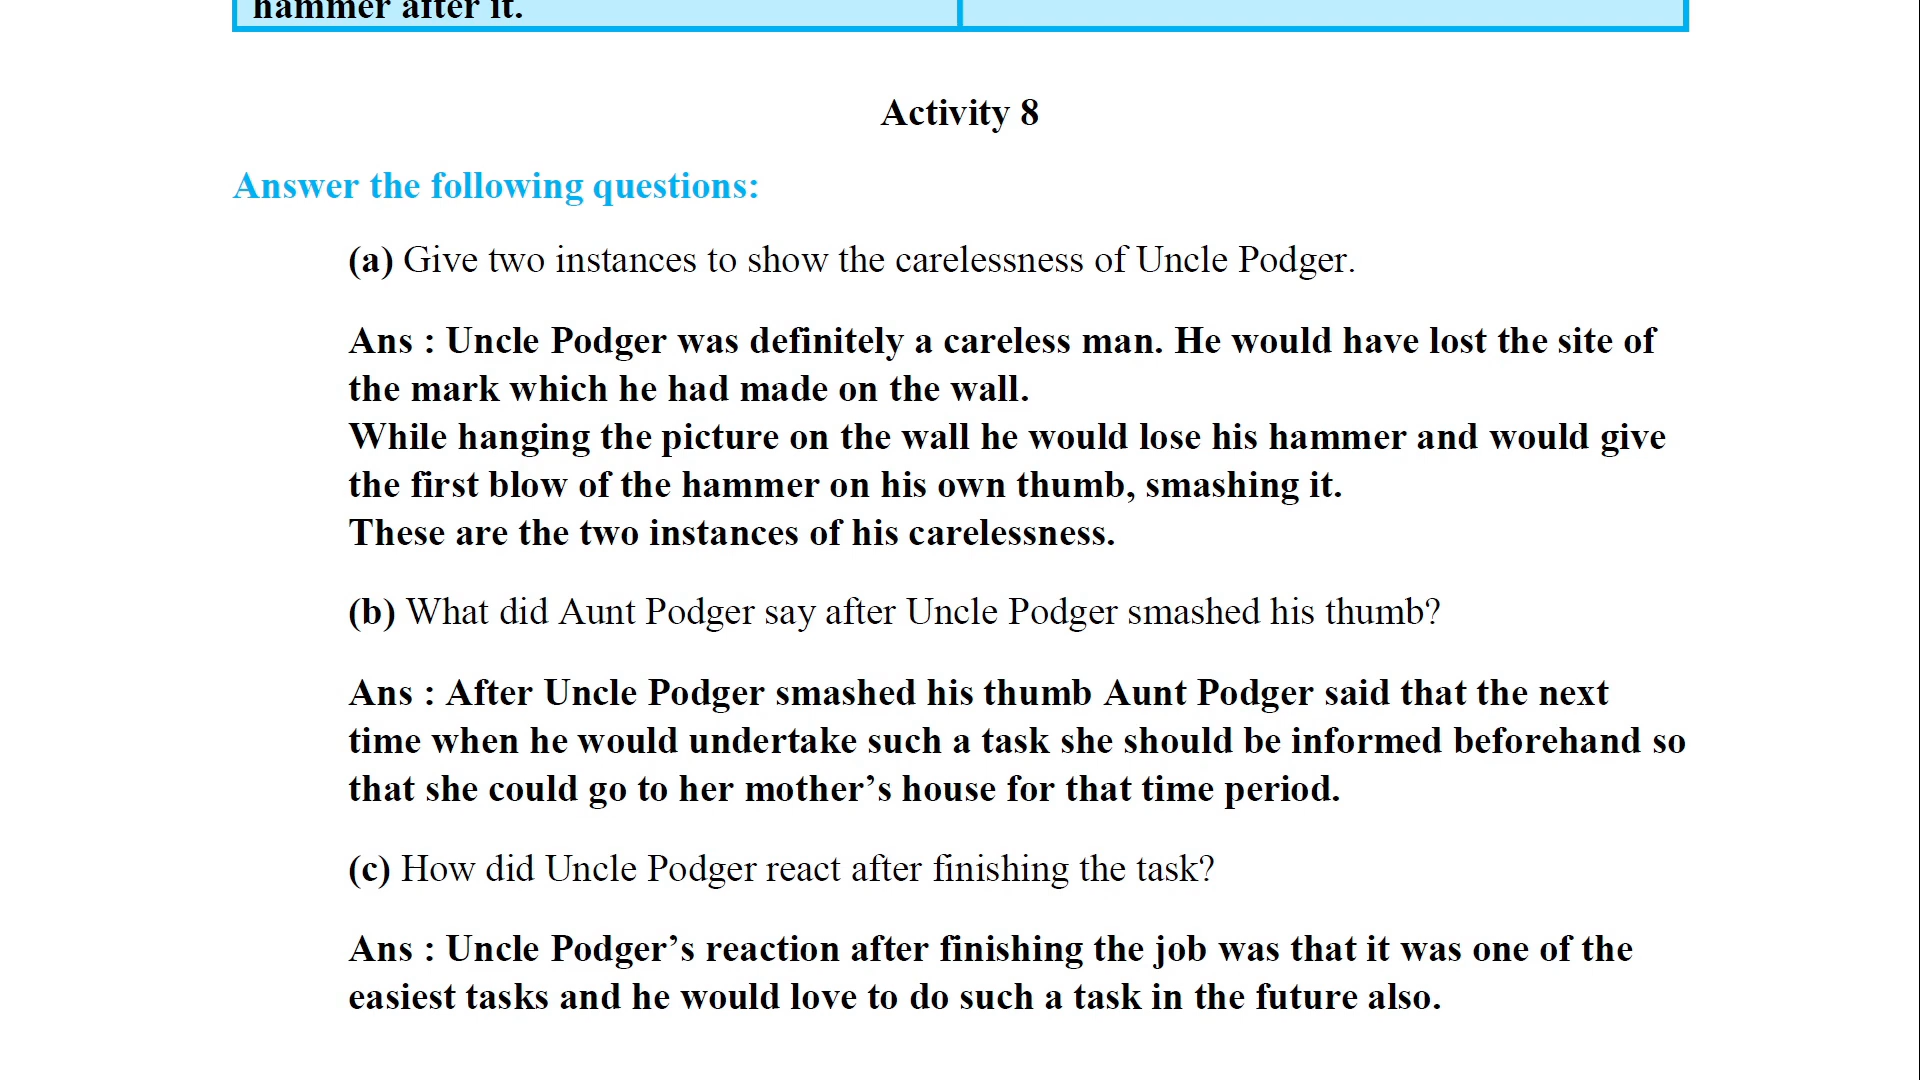 hammer after it.
Activity 8
Answer the following questions:
(a) Give two instances to show the carelessness of Uncle Podger.
Ans : Uncle Podger was definitely a careless man. He would have lost the site of
the mark which he had made on the wall.
While hanging the picture on the wall he would lose his hammer and would give
the first blow of the hammer on his own thumb, smashing it.
These are the two instances of his carelessness.
(b) What did Aunt Podger say after Uncle Podger smashed his thumb?
Ans : After Uncle Podger smashed his thumb Aunt Podger said that the next
time when he would undertake such a task she should be informed beforehand so
that she could go to her mother’s house for that time period.
(c) How did Uncle Podger react after finishing the task?
Ans : Uncle Podger’s reaction after finishing the job was that it was one of the
easiest tasks and he would love to do such a task in the future also.